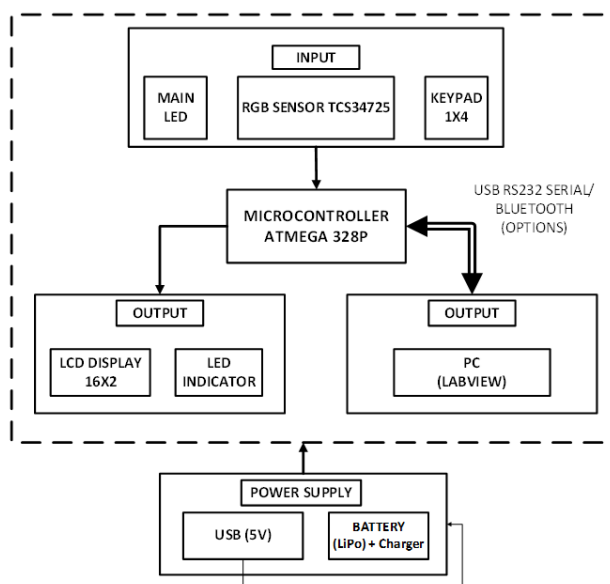 INPUT
MAIN
LED
RGB SENSOR TCS34725
KEYPAD
1X4
MICROCONTROLLER
ATMEGA 328P
USB RS232 SERIAL/
BLUETOOTH
(OPTIONS)
OUTPUT
LCD DISPLAY
16X2
LED
INDICATOR
OUTPUT
PC
(LABVIEW)
POWER SUPPLY
USB (5V)
BATTERY
(LiPo) + Charger